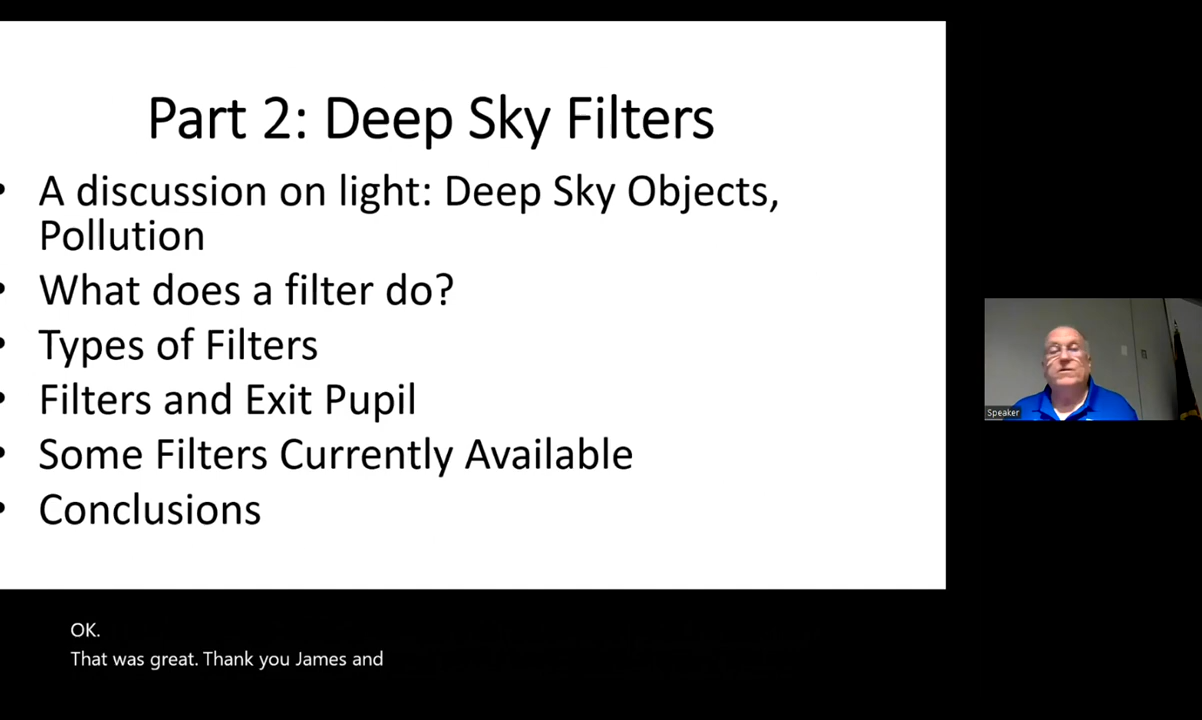 Part 2: Deep Sky Filters
• A discussion on light: Deep Sky Objects,
Pollution
• What does a filter do?
• Types of Filters
• Filters and Exit Pupil
• Some Filters Currently Available
• Conclusions
Speaker
OK.
That was great. Thank you James and